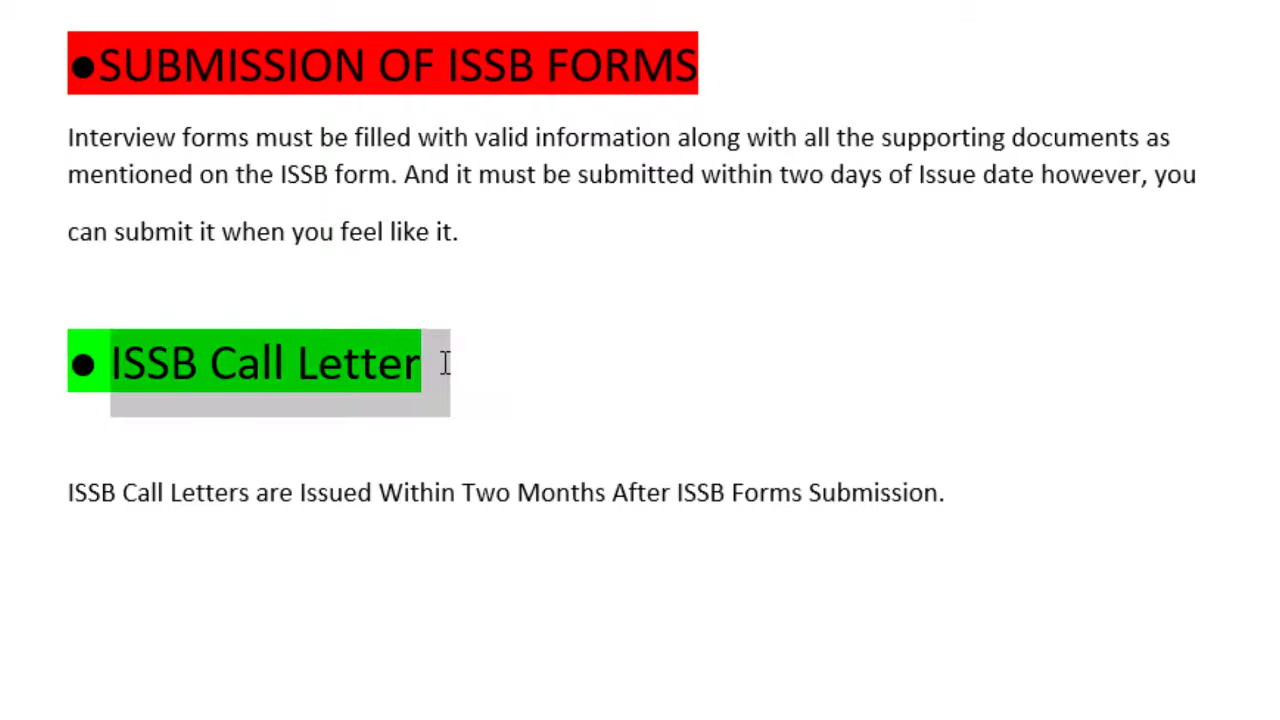 ●SUBMISSION OF ISSB FORMS
Interview forms must be filled with valid information along with all the supporting documents as
mentioned on the ISSB form. And it must be submitted within two days of Issue date however, you
can submit it when you feel like it.
● ISSB Call Letter
ISSB Call Letters are Issued Within Two Months After ISSB Forms Submission.